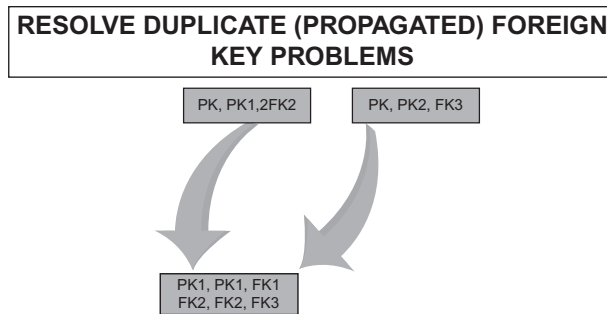 RESOLVE DUPLICATE (PROPAGATED) FOREIGN
KEY PROBLEMS
PK, PK1,2FK2
PK, PK2, FK3
PK1, PK1, FK1
FK2, FK2, FK3